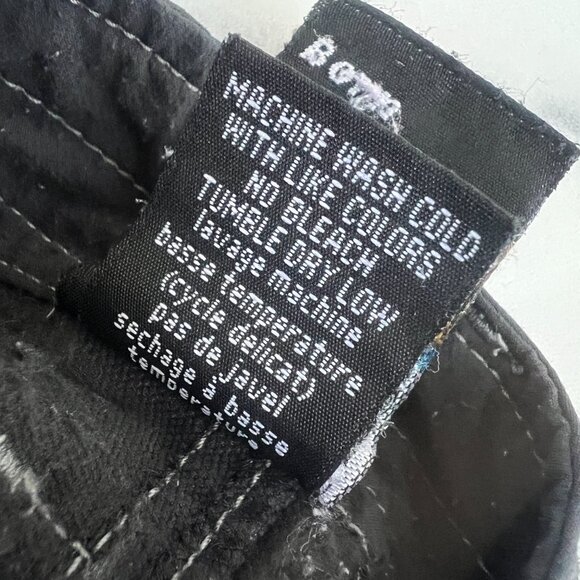 MACHINE WASH COLD
WITH LIKE COLORS
NO BLEACH
TUMBLE DRY LOW
lavage machine
basse temperature
(cycle delicat)
pas de javel
sechage à basse
temperature